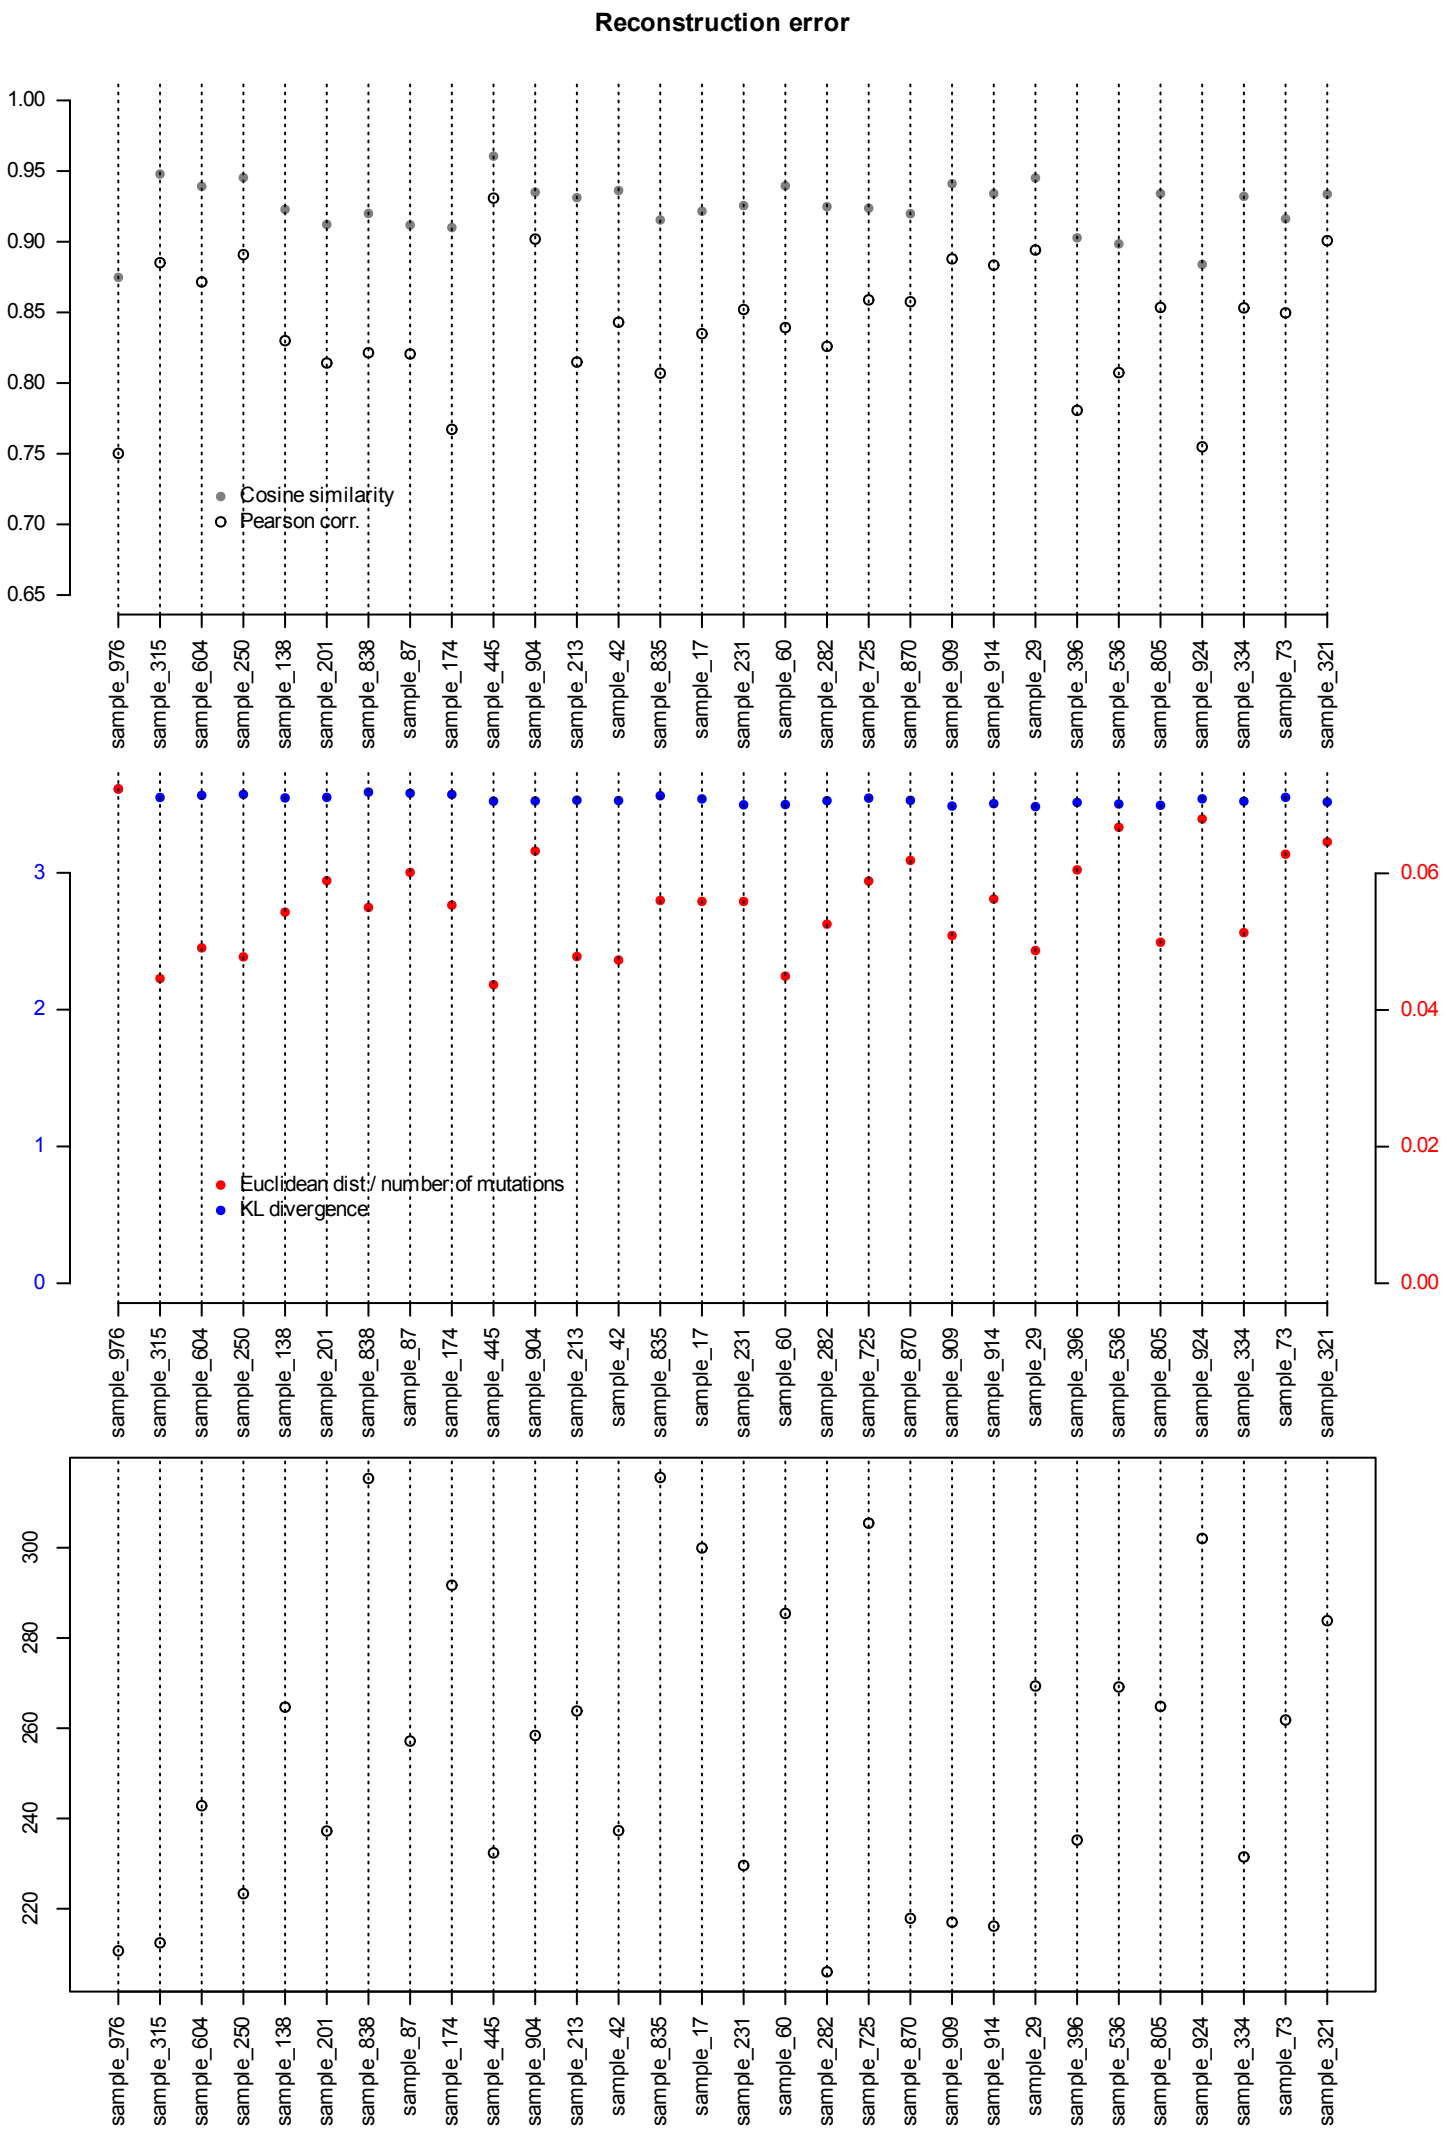 Reconstruction error
1.00
0.95
0.90
0.85
0.80
0.75
0.70
0.65
Cosine similarity
Pearson corr.
sample_976
sample_315
sample_604
sample_250
sample_138
sample_201
sample_838
sample_87
sample_174
sample_445
sample_904
sample_213
sample_42
sample_835
sample_17
sample_231
sample_60
sample_282
sample_725
sample_870
sample_909
sample_914
sample_29
sample_396
sample_536
sample_805
sample_924
sample_334
sample_73
sample_321
3
2
1
0
0.06
0.04
0.02
0.00
Euclidean dist./ number of mutations
KL divergence
sample_976
sample_315
sample_604
sample_250
sample_138
sample_201
sample_838
sample_87
sample_174
sample_445
sample_904
sample_213
sample_42
sample_835
sample_17
sample_231
sample_60
sample_282
sample_725
sample_870
sample_909
sample_914
sample_29
sample_396
sample_536
sample_805
sample_924
sample_334
sample_73
sample_321
300
280
260
240
220
sample_976
sample_315
sample_604
sample_250
sample_138
sample_201
sample_838
sample_87
sample_174
sample_445
sample_904
sample_213
sample_42
sample_835
sample_17
sample_231
sample_60
sample_282
sample_725
sample_870
sample_909
sample_914
sample_29
sample_396
sample_536
sample_805
sample_924
sample_334
sample_73
sample_321